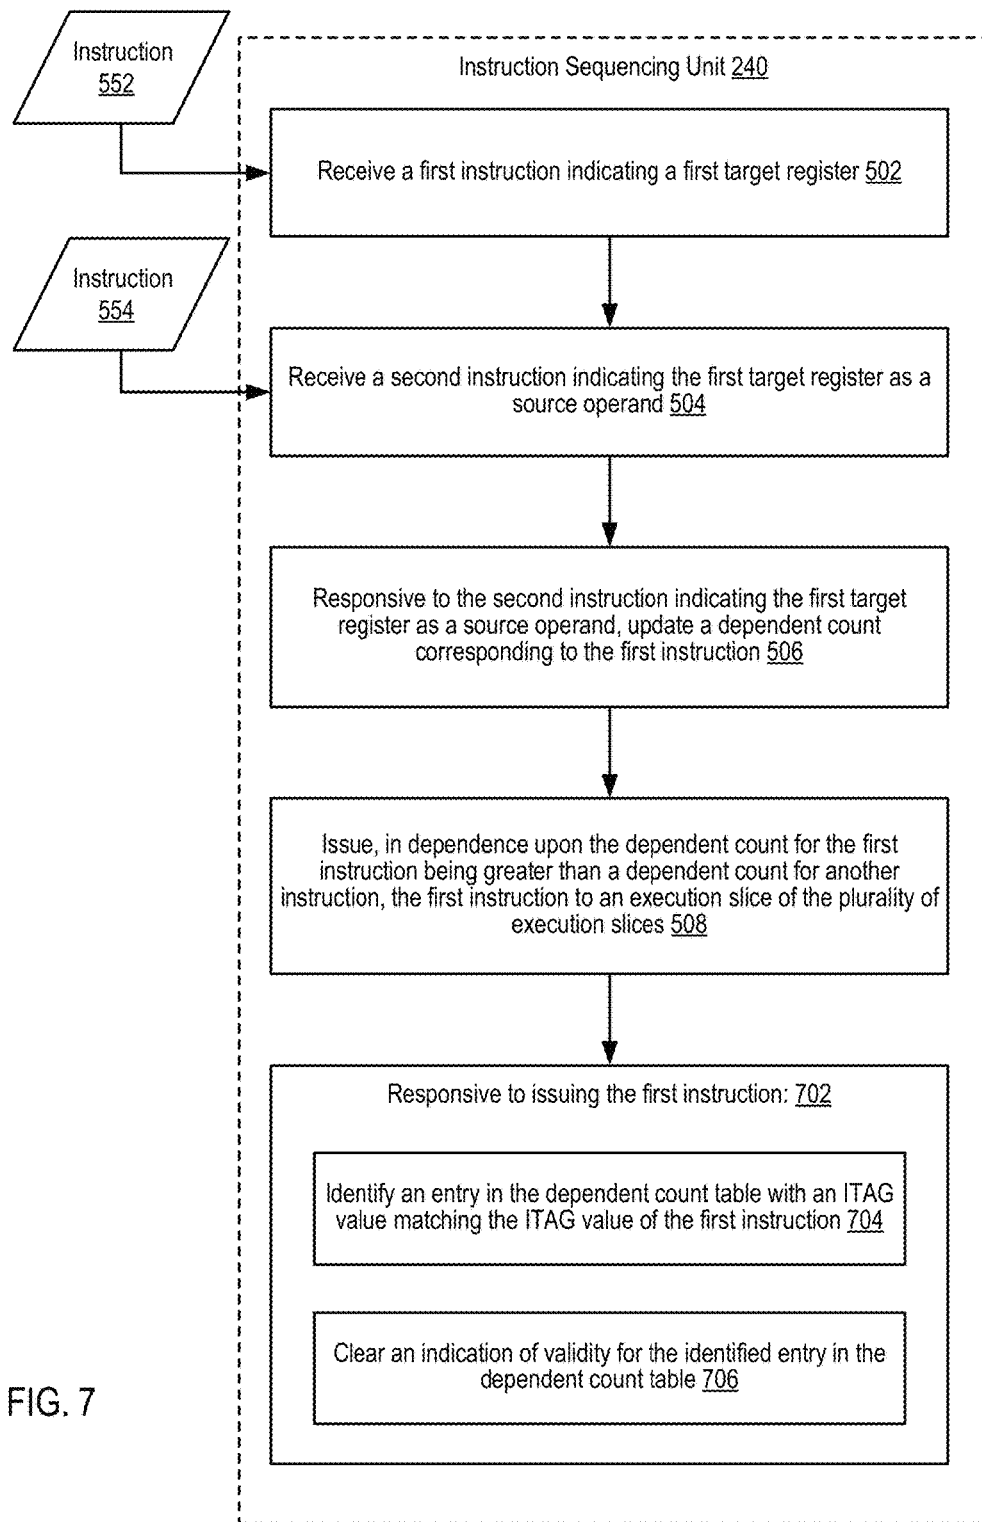 Instruction
552
Instruction Sequencing Unit 240
Receive a first instruction indicating a first target register 502
Instruction
554
Receive a second instruction indicating the first target register as a
source operand 504
Responsive to the second instruction indicating the first target
register as a source operand, update a dependent count
corresponding to the first instruction 506
Issue, in dependence upon the dependent count for the first
instruction being greater than a dependent count for another
instruction, the first instruction to an execution slice of the plurality of
execution slices 508
Responsive to issuing the first instruction: 702
Identify an entry in the dependent count table with an ITAG
value matching the ITAG value of the first instruction 704
Clear an indication of validity for the identified entry in the
dependent count table 706
FIG. 7